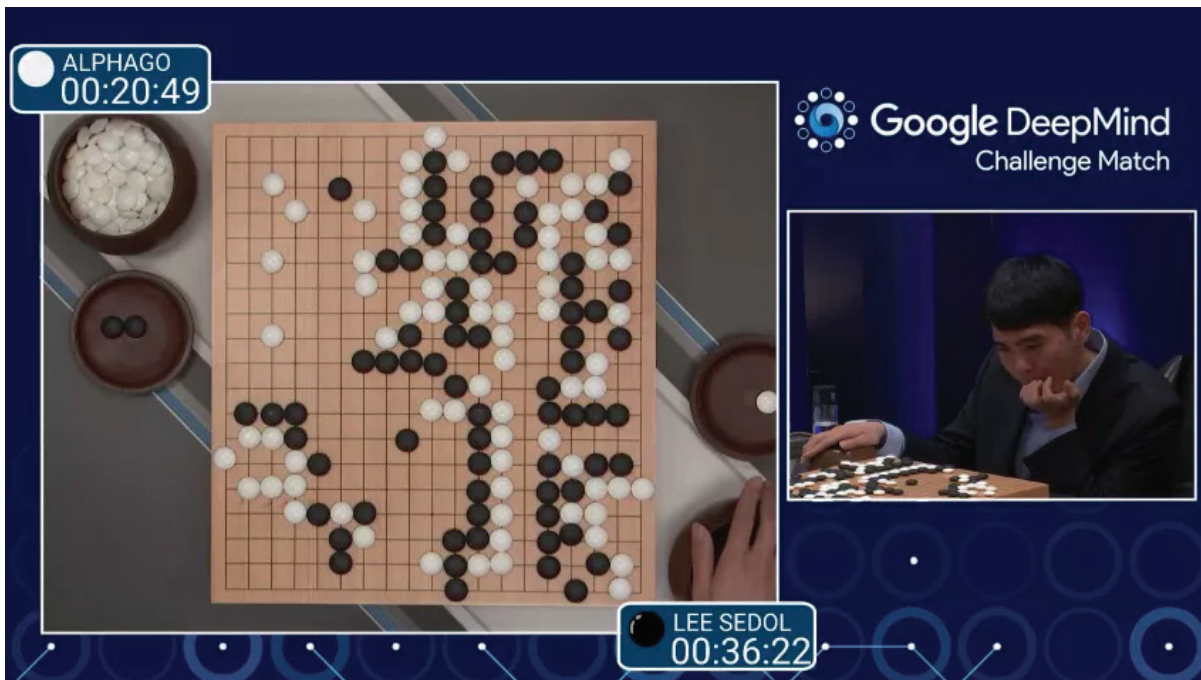 ALPHAGO
00:20:49
Google DeepMind
Challenge Match
LEE SEDOL
00:36:22